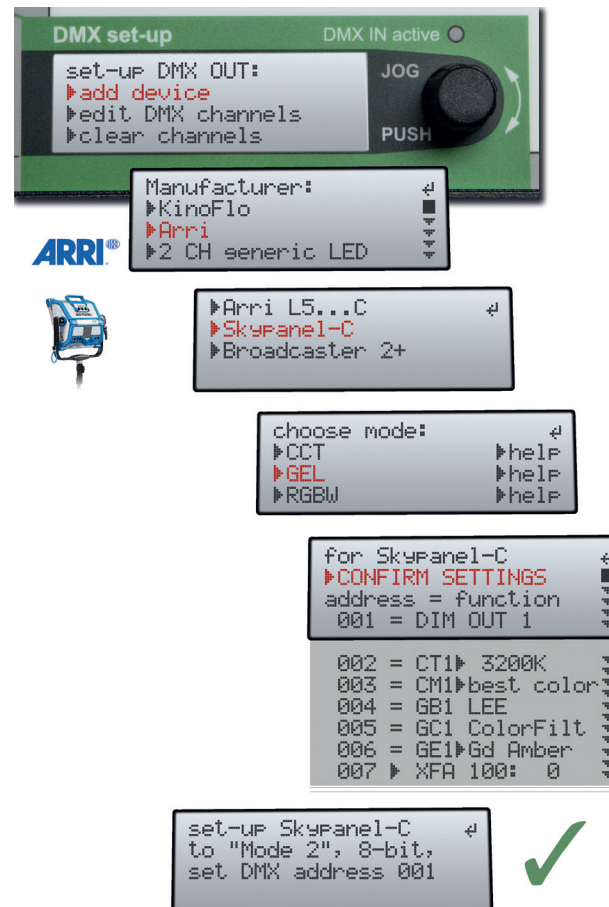 DMX set-up
DMX IN active
set-up DMX OUT:
▶add device
▶edit DMX channels
▶clear channels
JOG
PUSH
Manufacturer:
▶KinoFlo
▶Arri
▶2 CH generic LED
ARRI®
▶Arri L5...C
▶Skypanel-C
▶Broadcaster 2+
choose mode:
▶CCT ▶help
▶GEL ▶help
▶RGBW ▶help
for Skypanel-C
▶CONFIRM SETTINGS
address = function
001 = DIM OUT 1
002 = CT1▶ 3200K
003 = CM1▶best color
004 = GB1 LEE
005 = GC1 ColorFilt
006 = GE1▶Gd Amber
007 ▶ XFA 100: 0
set-up Skypanel-C
to "Mode 2", 8-bit,
set DMX address 001